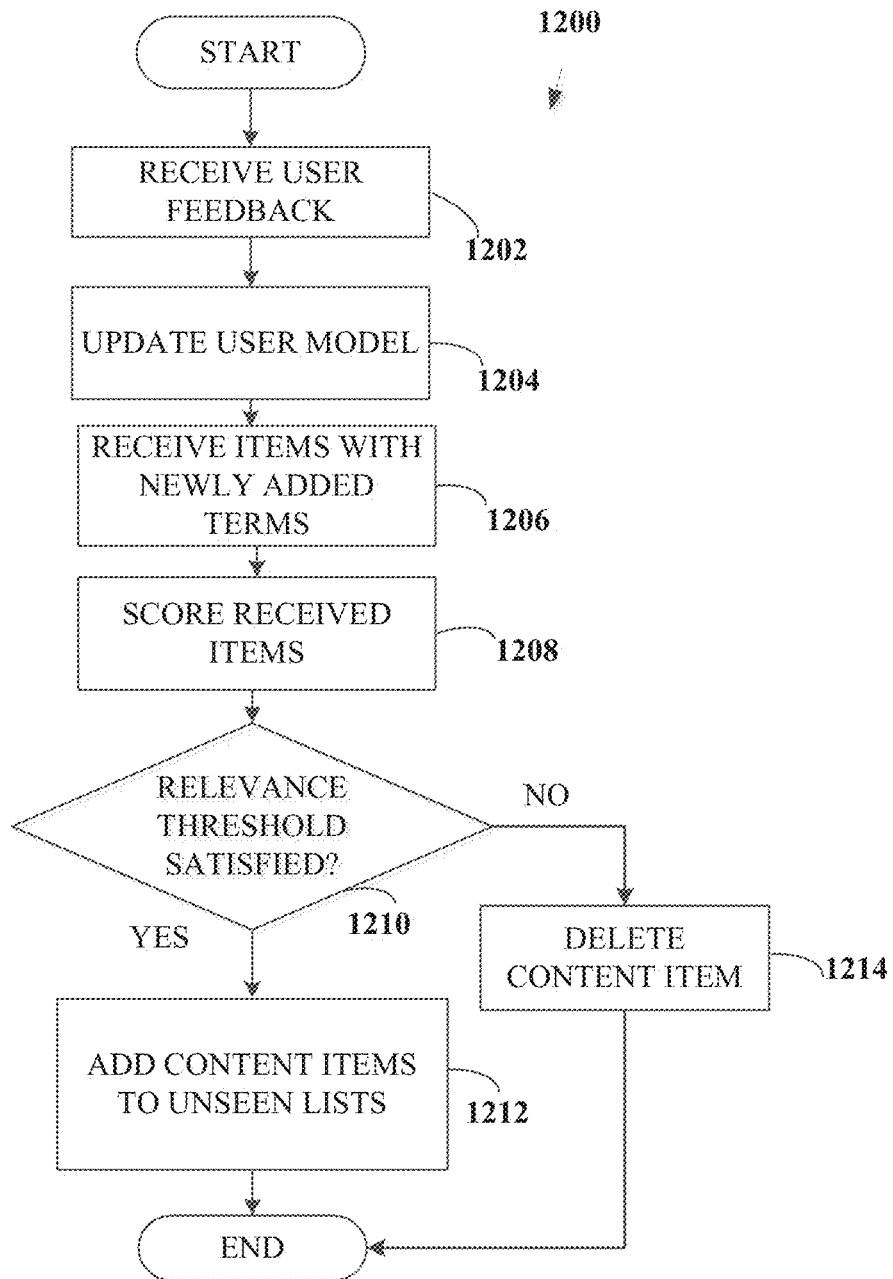 1200
START
RECEIVE USER
FEEDBACK
1202
UPDATE USER MODEL
1204
RECEIVE ITEMS WITH
NEWLY ADDED
TERMS
1206
SCORE RECEIVED
ITEMS
1208
RELEVANCE
THRESHOLD
SATISFIED?
NO
1210
YES
DELETE
CONTENT ITEM
1214
ADD CONTENT ITEMS
TO UNSEEN LISTS
1212
END